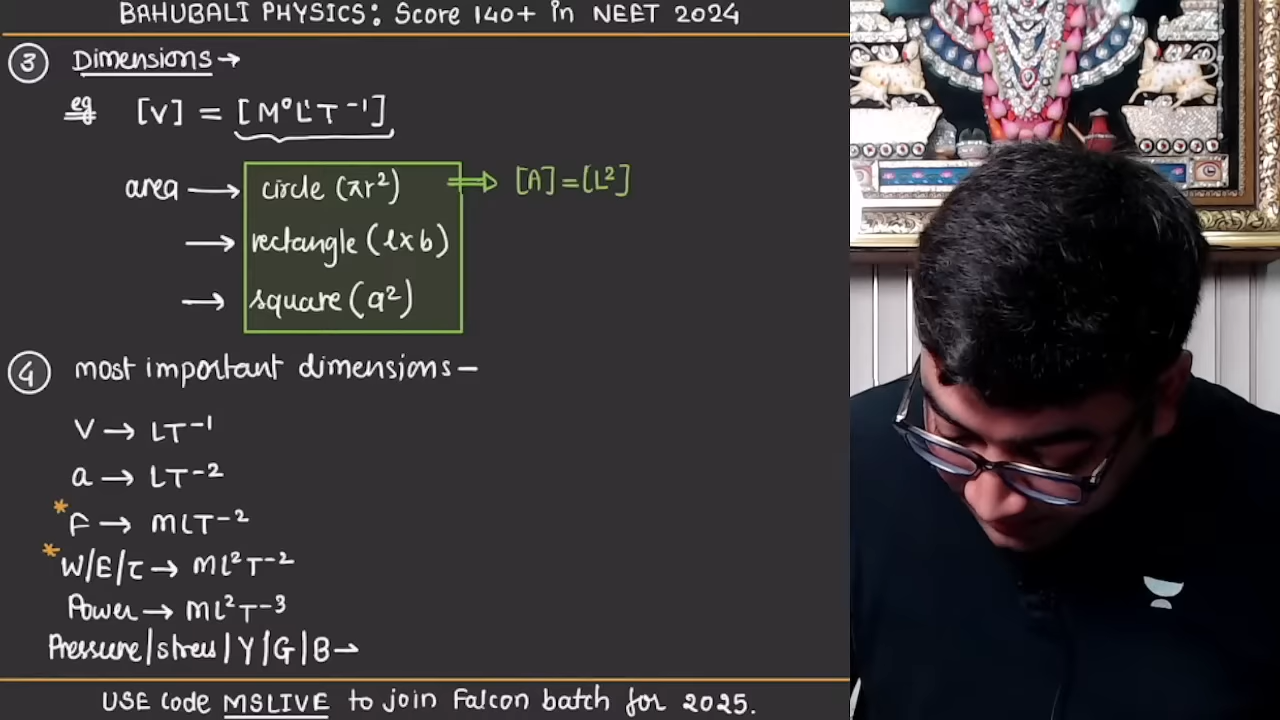 BAHUBALI PHYSICS: Score 140+ in NEET 2024
③ Dimensions →
eg [V] = [M⁰L¹T⁻¹]
area → circle (πr²) ⟹ [A]=[L²]
→ rectangle (l×b)
→ square (a²)
④ most important dimensions –
V → LT⁻¹
a → LT⁻²
* F → MLT⁻²
* W/E/τ → ML²T⁻²
Power → ML²T⁻³
Pressure/stress/Y/G/B →
USE Code MSLIVE to join Falcon batch for 2025.